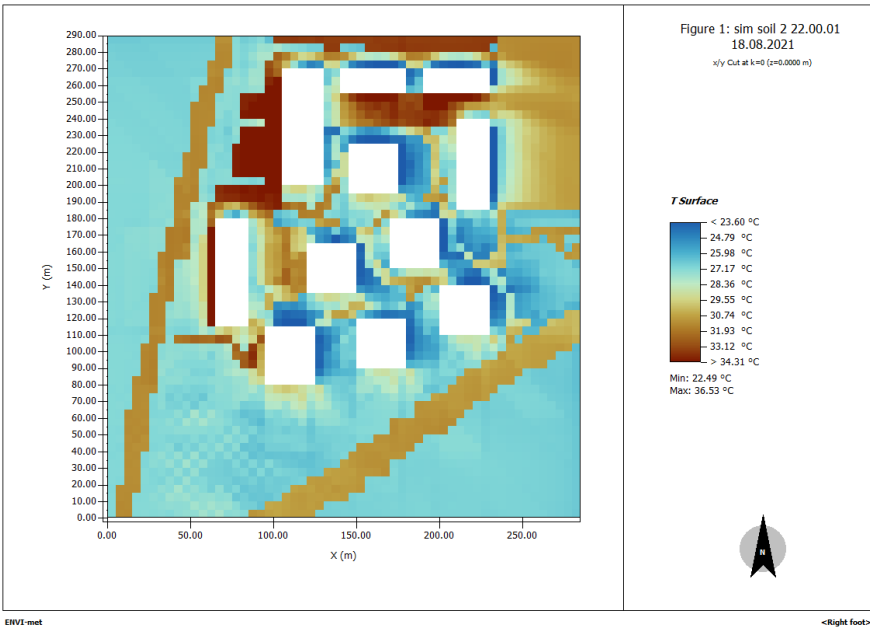 Figure 1: sim soil 2 22.00.01
18.08.2021
x/y Cut at k=0 (z=0.0000 m)
290.00
280.00
270.00
260.00
250.00
240.00
230.00
220.00
210.00
200.00
190.00
180.00
170.00
160.00
150.00
140.00
130.00
120.00
110.00
100.00
90.00
80.00
70.00
60.00
50.00
40.00
30.00
20.00
10.00
0.00
Y (m)
0.00 50.00 100.00 150.00 200.00 250.00
X (m)
T Surface
< 23.60 °C
24.79 °C
25.98 °C
27.17 °C
28.36 °C
29.55 °C
30.74 °C
31.93 °C
33.12 °C
> 34.31 °C
Min: 22.49 °C
Max: 36.53 °C
N
ENVI-met
<Right foot>